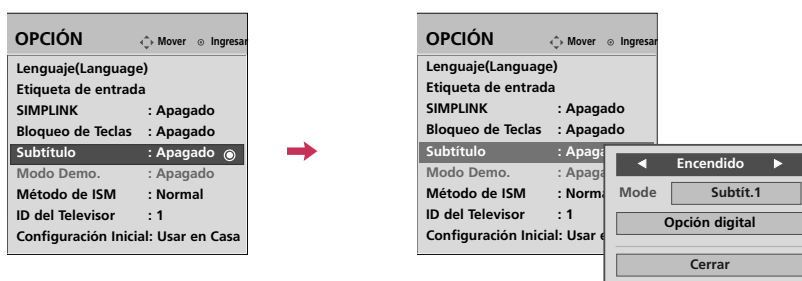 OPCIÓN Mover Ingresar
Lenguaje(Language)
Etiqueta de entrada
SIMPLINK : Apagado
Bloqueo de Teclas : Apagado
Subtítulo : Apagado
Modo Demo. : Apagado
Método de ISM : Normal
ID del Televisor : 1
Configuración Inicial: Usar en Casa
OPCIÓN Mover Ingresar
Lenguaje(Language)
Etiqueta de entrada
SIMPLINK : Apagado
Bloqueo de Teclas : Apagado
Subtítulo : Apaga
Modo Demo. : Apaga
Método de ISM : Norma
ID del Televisor : 1
Configuración Inicial: Usar e
Encendido
Mode Subtít.1
Opción digital
Cerrar